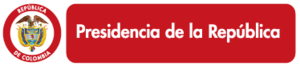 REPÚBLICA
DE COLOMBIA
Presidencia de la República